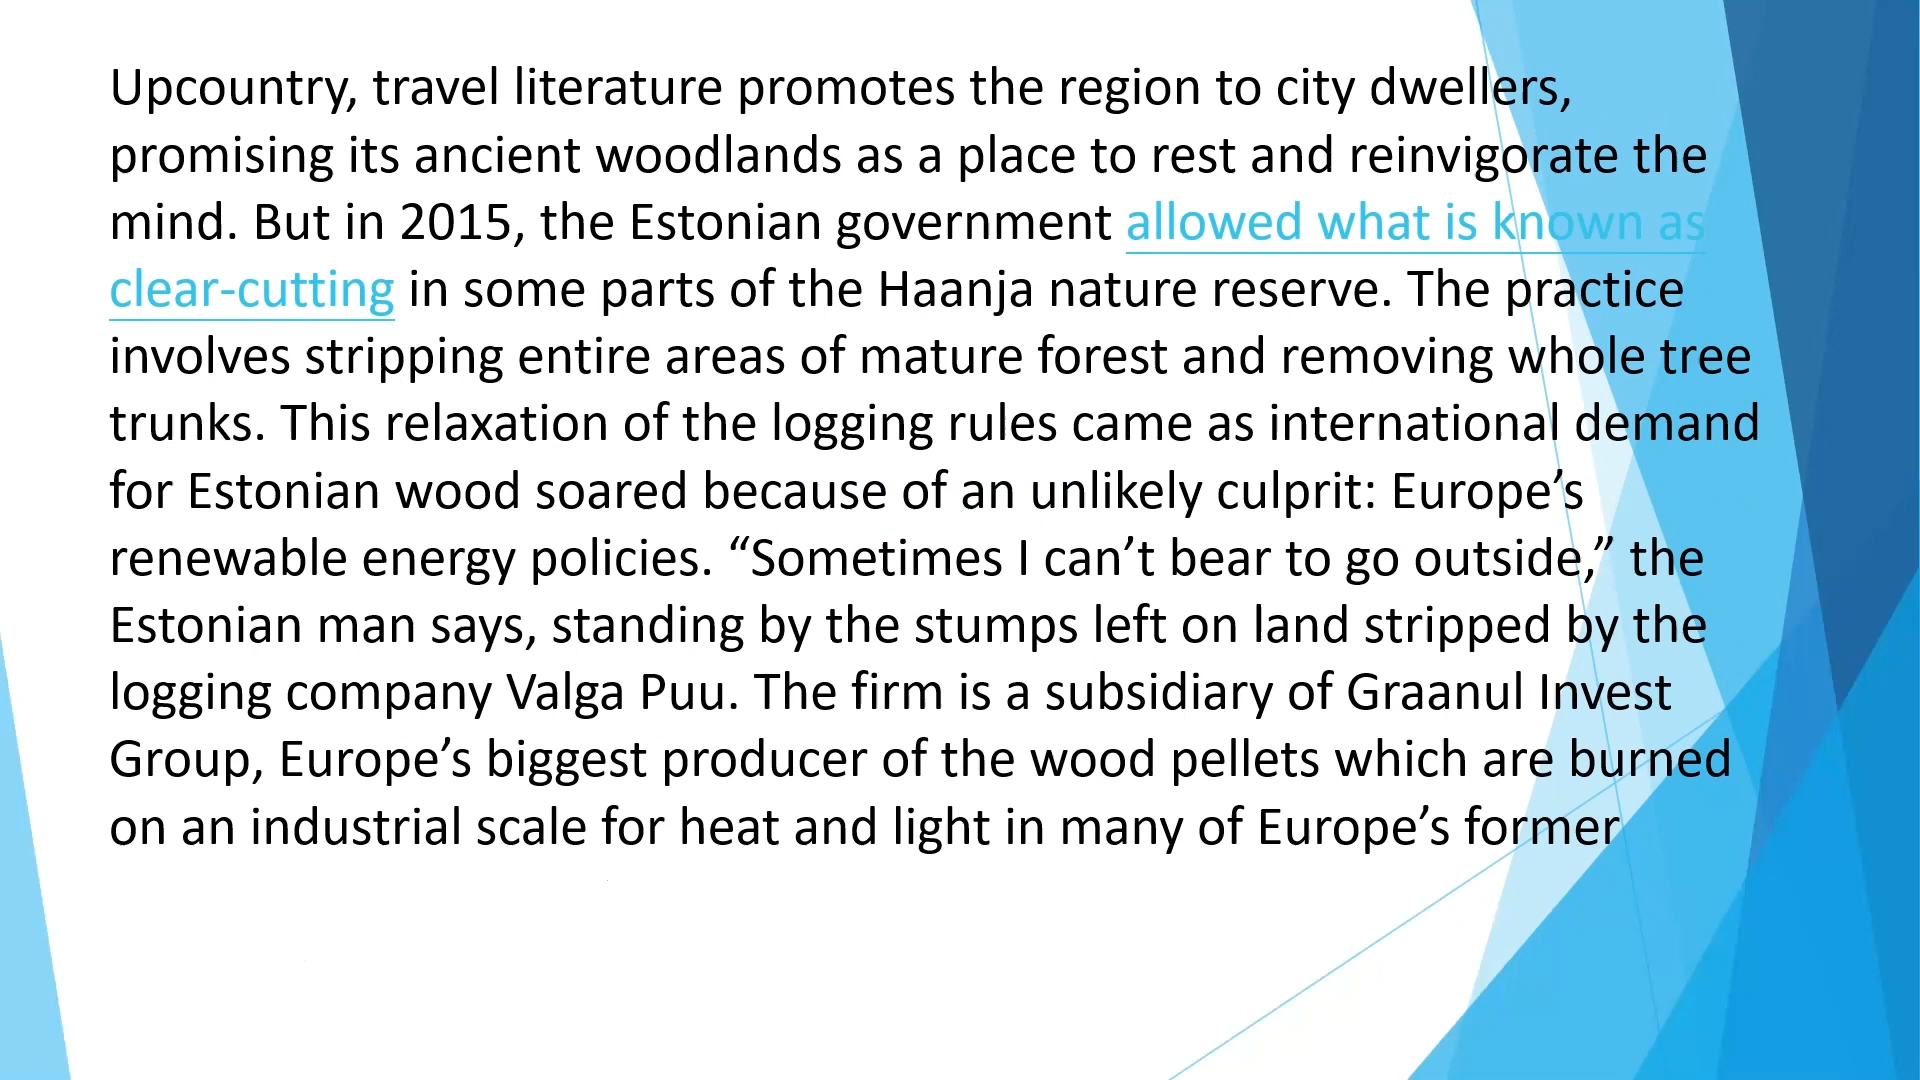 Upcountry, travel literature promotes the region to city dwellers,
promising its ancient woodlands as a place to rest and reinvigorate the
mind. But in 2015, the Estonian government allowed what is known as
clear-cutting in some parts of the Haanja nature reserve. The practice
involves stripping entire areas of mature forest and removing whole tree
trunks. This relaxation of the logging rules came as international demand
for Estonian wood soared because of an unlikely culprit: Europe’s
renewable energy policies. “Sometimes I can’t bear to go outside,” the
Estonian man says, standing by the stumps left on land stripped by the
logging company Valga Puu. The firm is a subsidiary of Graanul Invest
Group, Europe’s biggest producer of the wood pellets which are burned
on an industrial scale for heat and light in many of Europe’s former